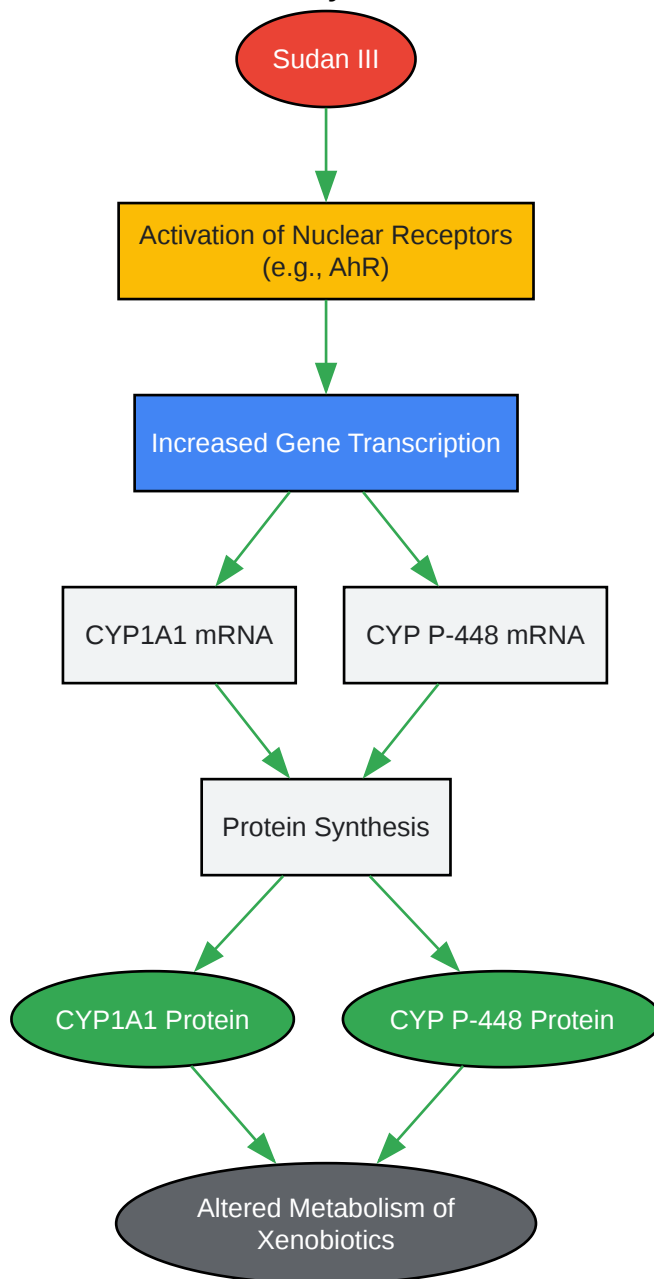 Sudan III
Activation of Nuclear Receptors
(e.g., AhR)
Increased Gene Transcription
CYP1A1 mRNA
CYP P-448 mRNA
Protein Synthesis
CYP1A1 Protein
CYP P-448 Protein
Altered Metabolism of
Xenobiotics